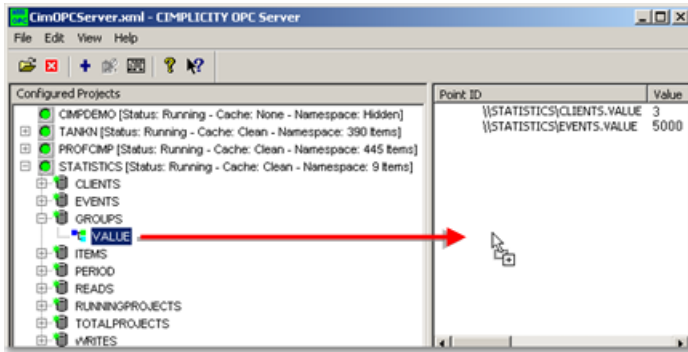 CimOPCServer.xml - CIMPLICITY OPC Server
File Edit View Help
Configured Projects
CIMPDEMO [Status: Running - Cache: None - Namespace: Hidden]
TANKN [Status: Running - Cache: Clean - Namespace: 390 Items]
PROFCIMP [Status: Running - Cache: Clean - Namespace: 445 Items]
STATISTICS [Status: Running - Cache: Clean - Namespace: 9 Items]
CLIENTS
EVENTS
GROUPS
VALUE
ITEMS
PERIOD
READS
RUNNINGPROJECTS
TOTALPROJECTS
WRITES
Point ID Value
\\STATISTICS\CLIENTS.VALUE 3
\\STATISTICS\EVENTS.VALUE 5000